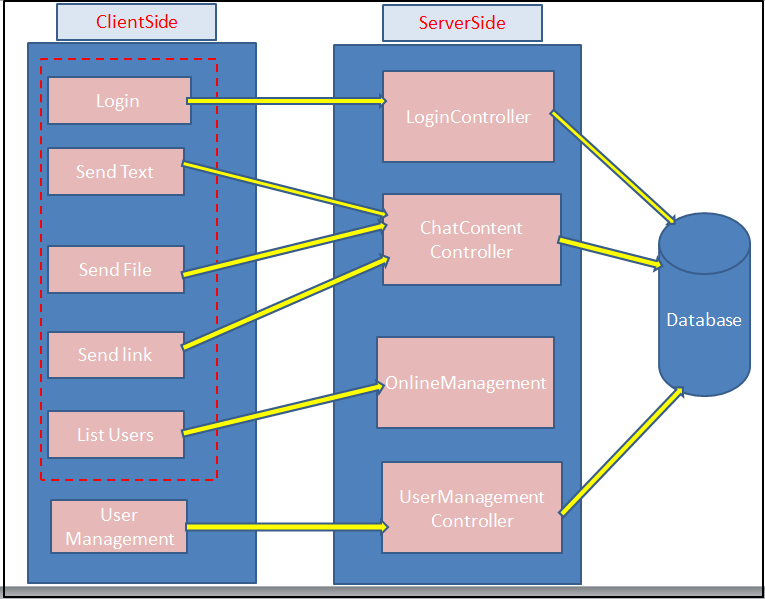 ClientSide
ServerSide
Login
Send Text
Send File
Send link
List Users
User
Management
LoginController
ChatContent
Controller
OnlineManagement
UserManagement
Controller
Database